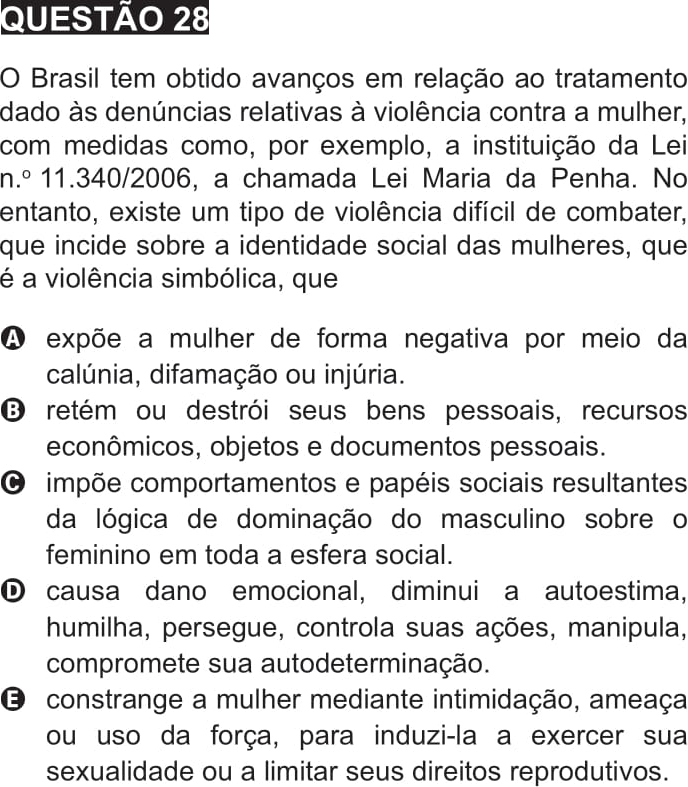 QUESTÃO 28
O Brasil tem obtido avanços em relação ao tratamento
dado às denúncias relativas à violência contra a mulher,
com medidas como, por exemplo, a instituição da Lei
n.º 11.340/2006, a chamada Lei Maria da Penha. No
entanto, existe um tipo de violência difícil de combater,
que incide sobre a identidade social das mulheres, que
é a violência simbólica, que
A expõe a mulher de forma negativa por meio da
calúnia, difamação ou injúria.
B retém ou destrói seus bens pessoais, recursos
econômicos, objetos e documentos pessoais.
C impõe comportamentos e papéis sociais resultantes
da lógica de dominação do masculino sobre o
feminino em toda a esfera social.
D causa dano emocional, diminui a autoestima,
humilha, persegue, controla suas ações, manipula,
compromete sua autodeterminação.
E constrange a mulher mediante intimidação, ameaça
ou uso da força, para induzi-la a exercer sua
sexualidade ou a limitar seus direitos reprodutivos.